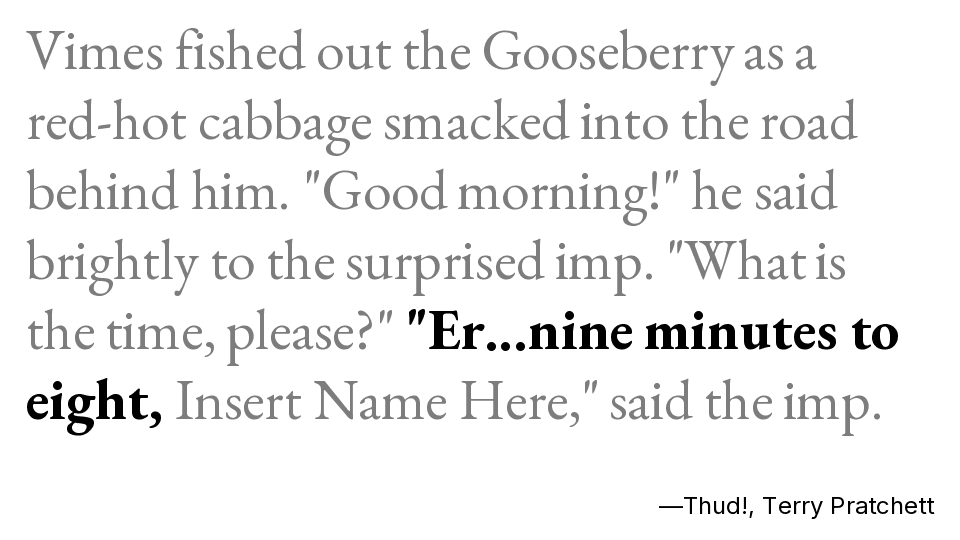 Vimes fished out the Gooseberry as a
red-hot cabbage smacked into the road
behind him. "Good morning!" he said
brightly to the surprised imp. "What is
the time, please?" "Er...nine minutes to
eight, Insert Name Here," said the imp.
—Thud!, Terry Pratchett